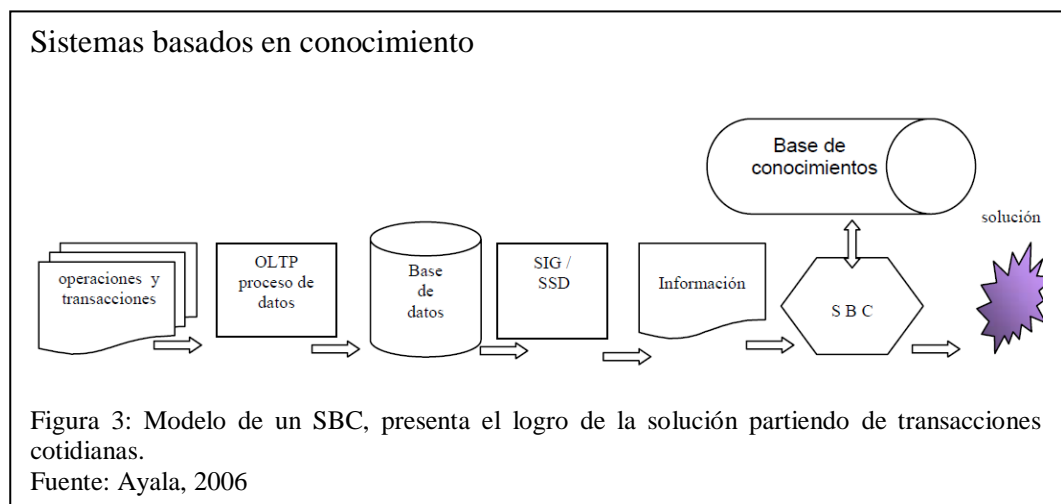 Sistemas basados en conocimiento
Base de
conocimientos
solución
operaciones y
transacciones
OLTP
proceso de
datos
Base
de
datos
SIG /
SSD
Información
S B C
Figura 3: Modelo de un SBC, presenta el logro de la solución partiendo de transacciones
cotidianas.
Fuente: Ayala, 2006